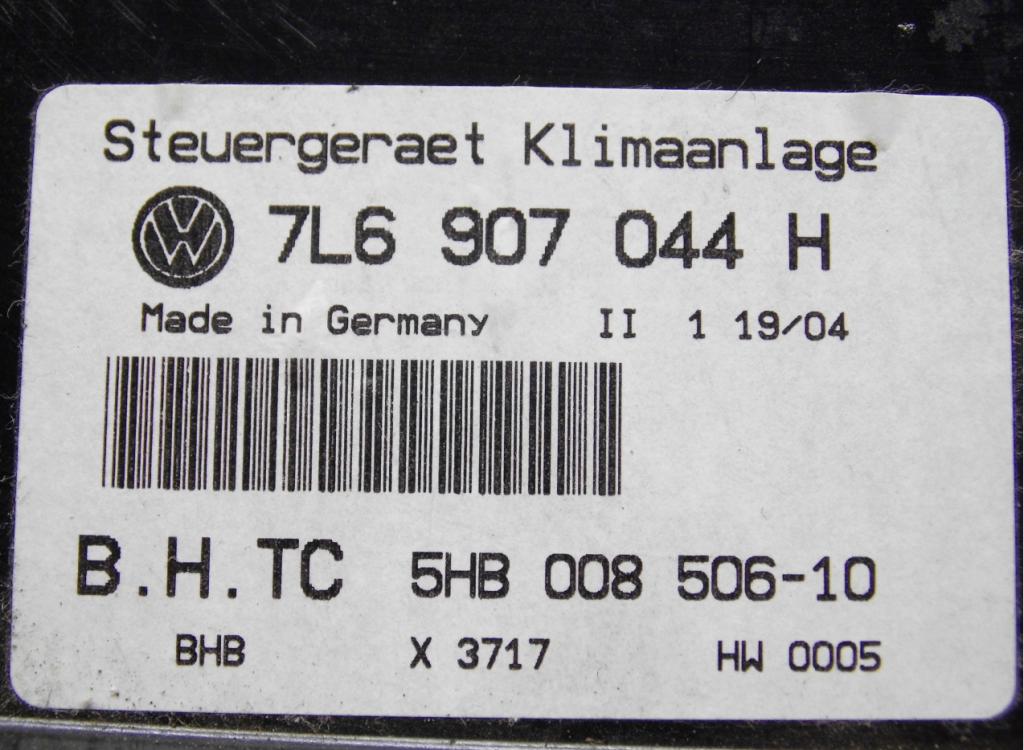 Steuergeraet Klimaanlage
7L6 907 044 H
Made in Germany II 1 19/04
B.H.TC 5HB 008 506-10
BHB X 3717 HW 0005